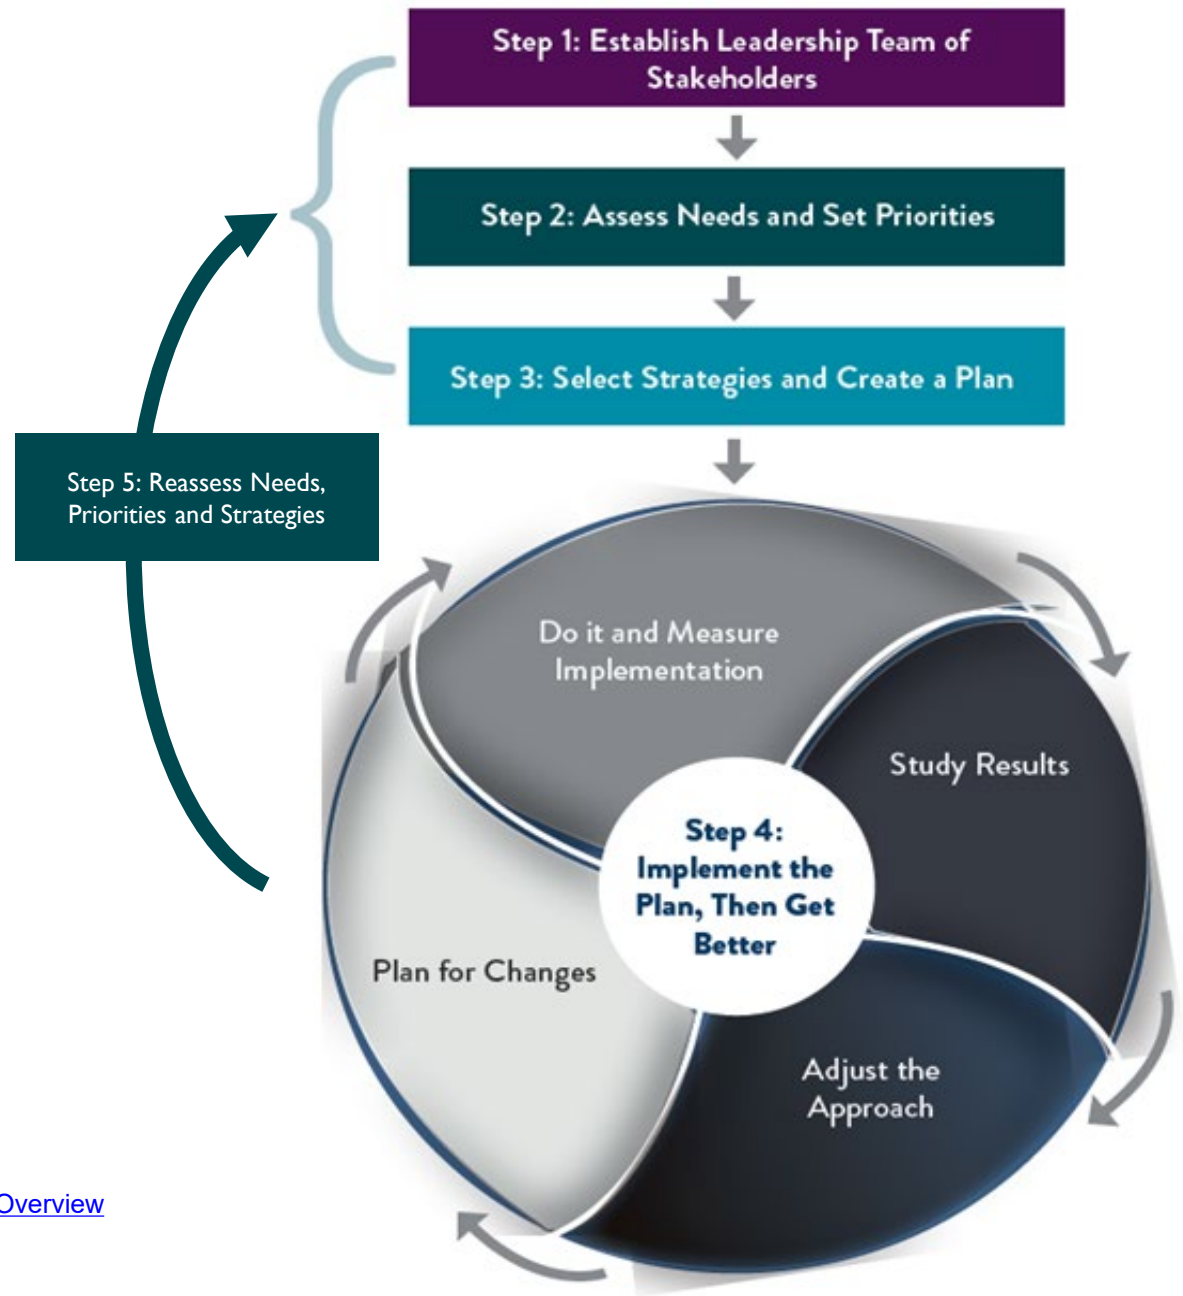 Step 1: Establish Leadership Team of
Stakeholders
Step 2: Assess Needs and Set Priorities
Step 3: Select Strategies and Create a Plan
Step 5: Reassess Needs,
Priorities and Strategies
Do it and Measure
Implementation
Study Results
Step 4:
Implement the
Plan, Then Get
Better
Plan for Changes
Adjust the
Approach
Overview